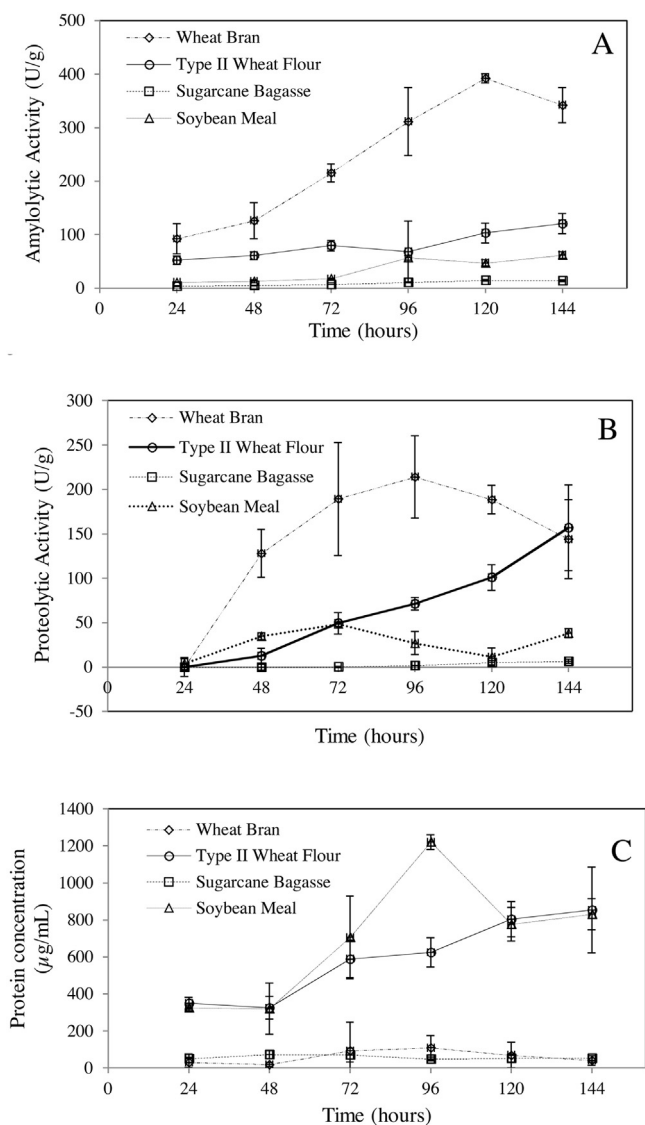 500
400
300
200
100
0
Amylolytic Activity (U/g)
Wheat Bran
Type II Wheat Flour
Sugarcane Bagasse
Soybean Meal
A
0 24 48 72 96 120 144
Time (hours)
300
250
200
150
100
50
0
-50
Proteolytic Activity (U/g)
Wheat Bran
Type II Wheat Flour
Sugarcane Bagasse
Soybean Meal
B
0 24 48 72 96 120 144
Time (hours)
1400
1200
1000
800
600
400
200
0
Protein concentration
(µg/mL)
Wheat Bran
Type II Wheat Flour
Sugarcane Bagasse
Soybean Meal
C
0 24 48 72 96 120 144
Time (hours)